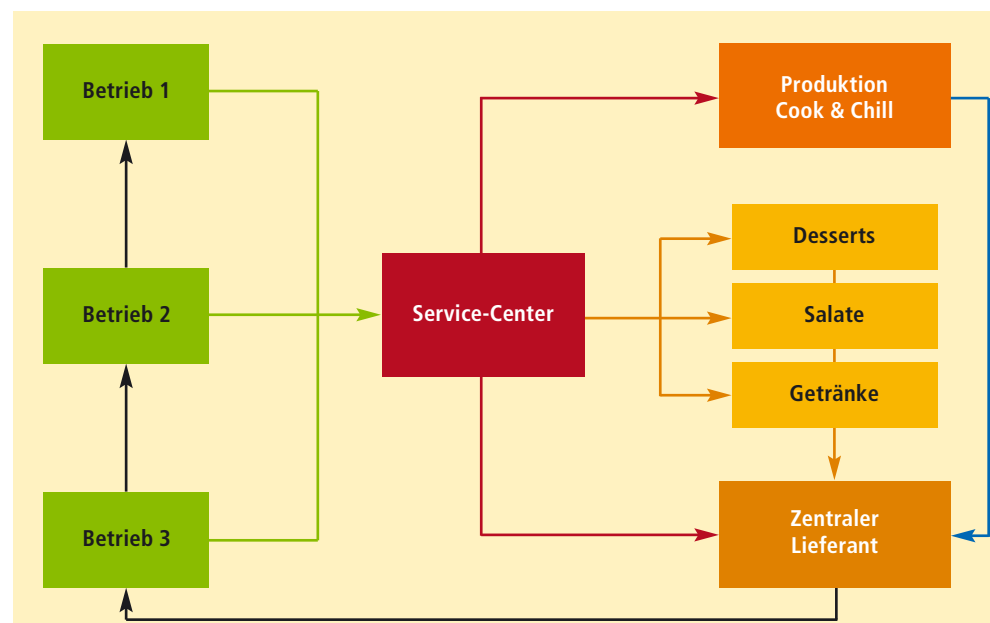 Betrieb 1
Betrieb 2
Betrieb 3
Service-Center
Produktion
Cook & Chill
Desserts
Salate
Getränke
Zentraler
Lieferant